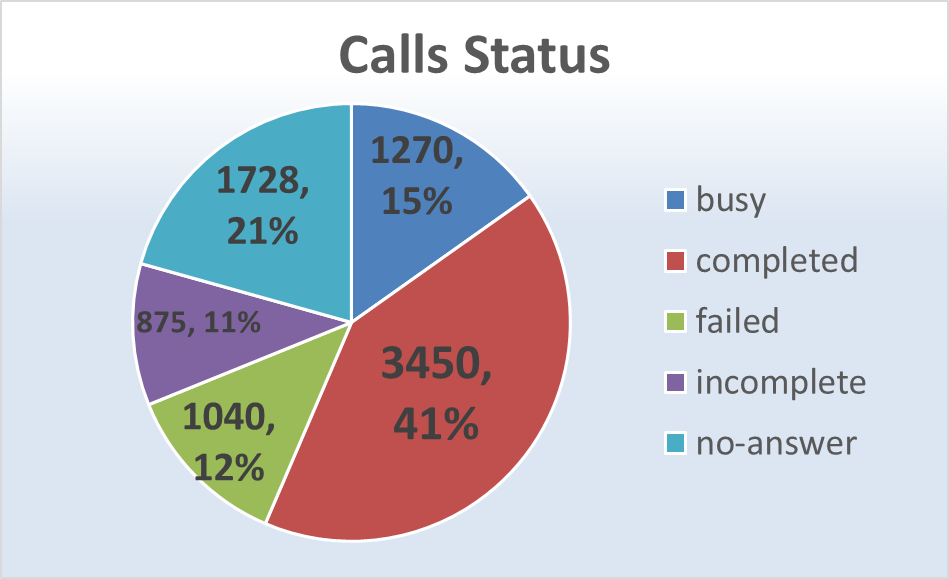 Calls Status
1270,
15%
1728,
21%
875, 11%
3450,
41%
1040,
12%
busy
completed
failed
incomplete
no-answer